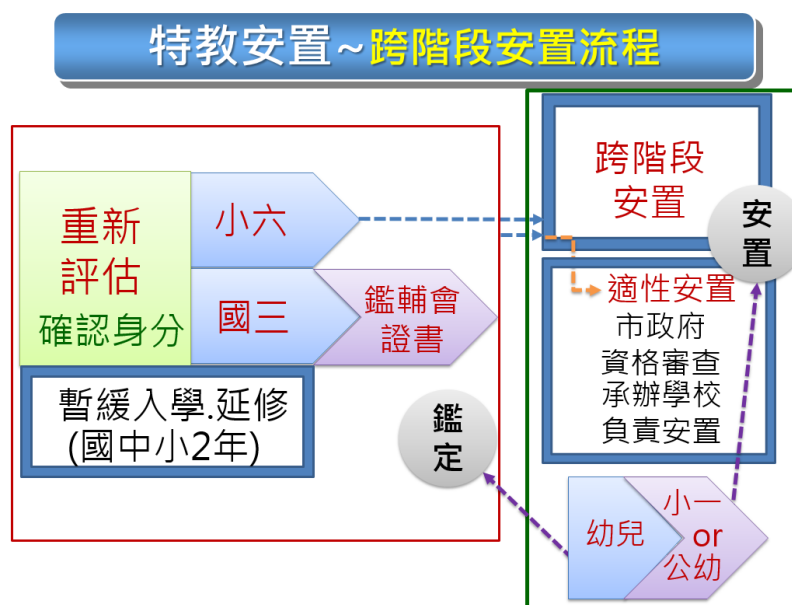 特教安置~跨階段安置流程
重新
評估
確認身分
小六
國三
鑑輔會
證書
暫緩入學.延修
(國中小2年)
鑑
定
跨階段
安置
安
置
適性安置
市政府
資格審查
承辦學校
負責安置
幼兒
小一
or
公幼